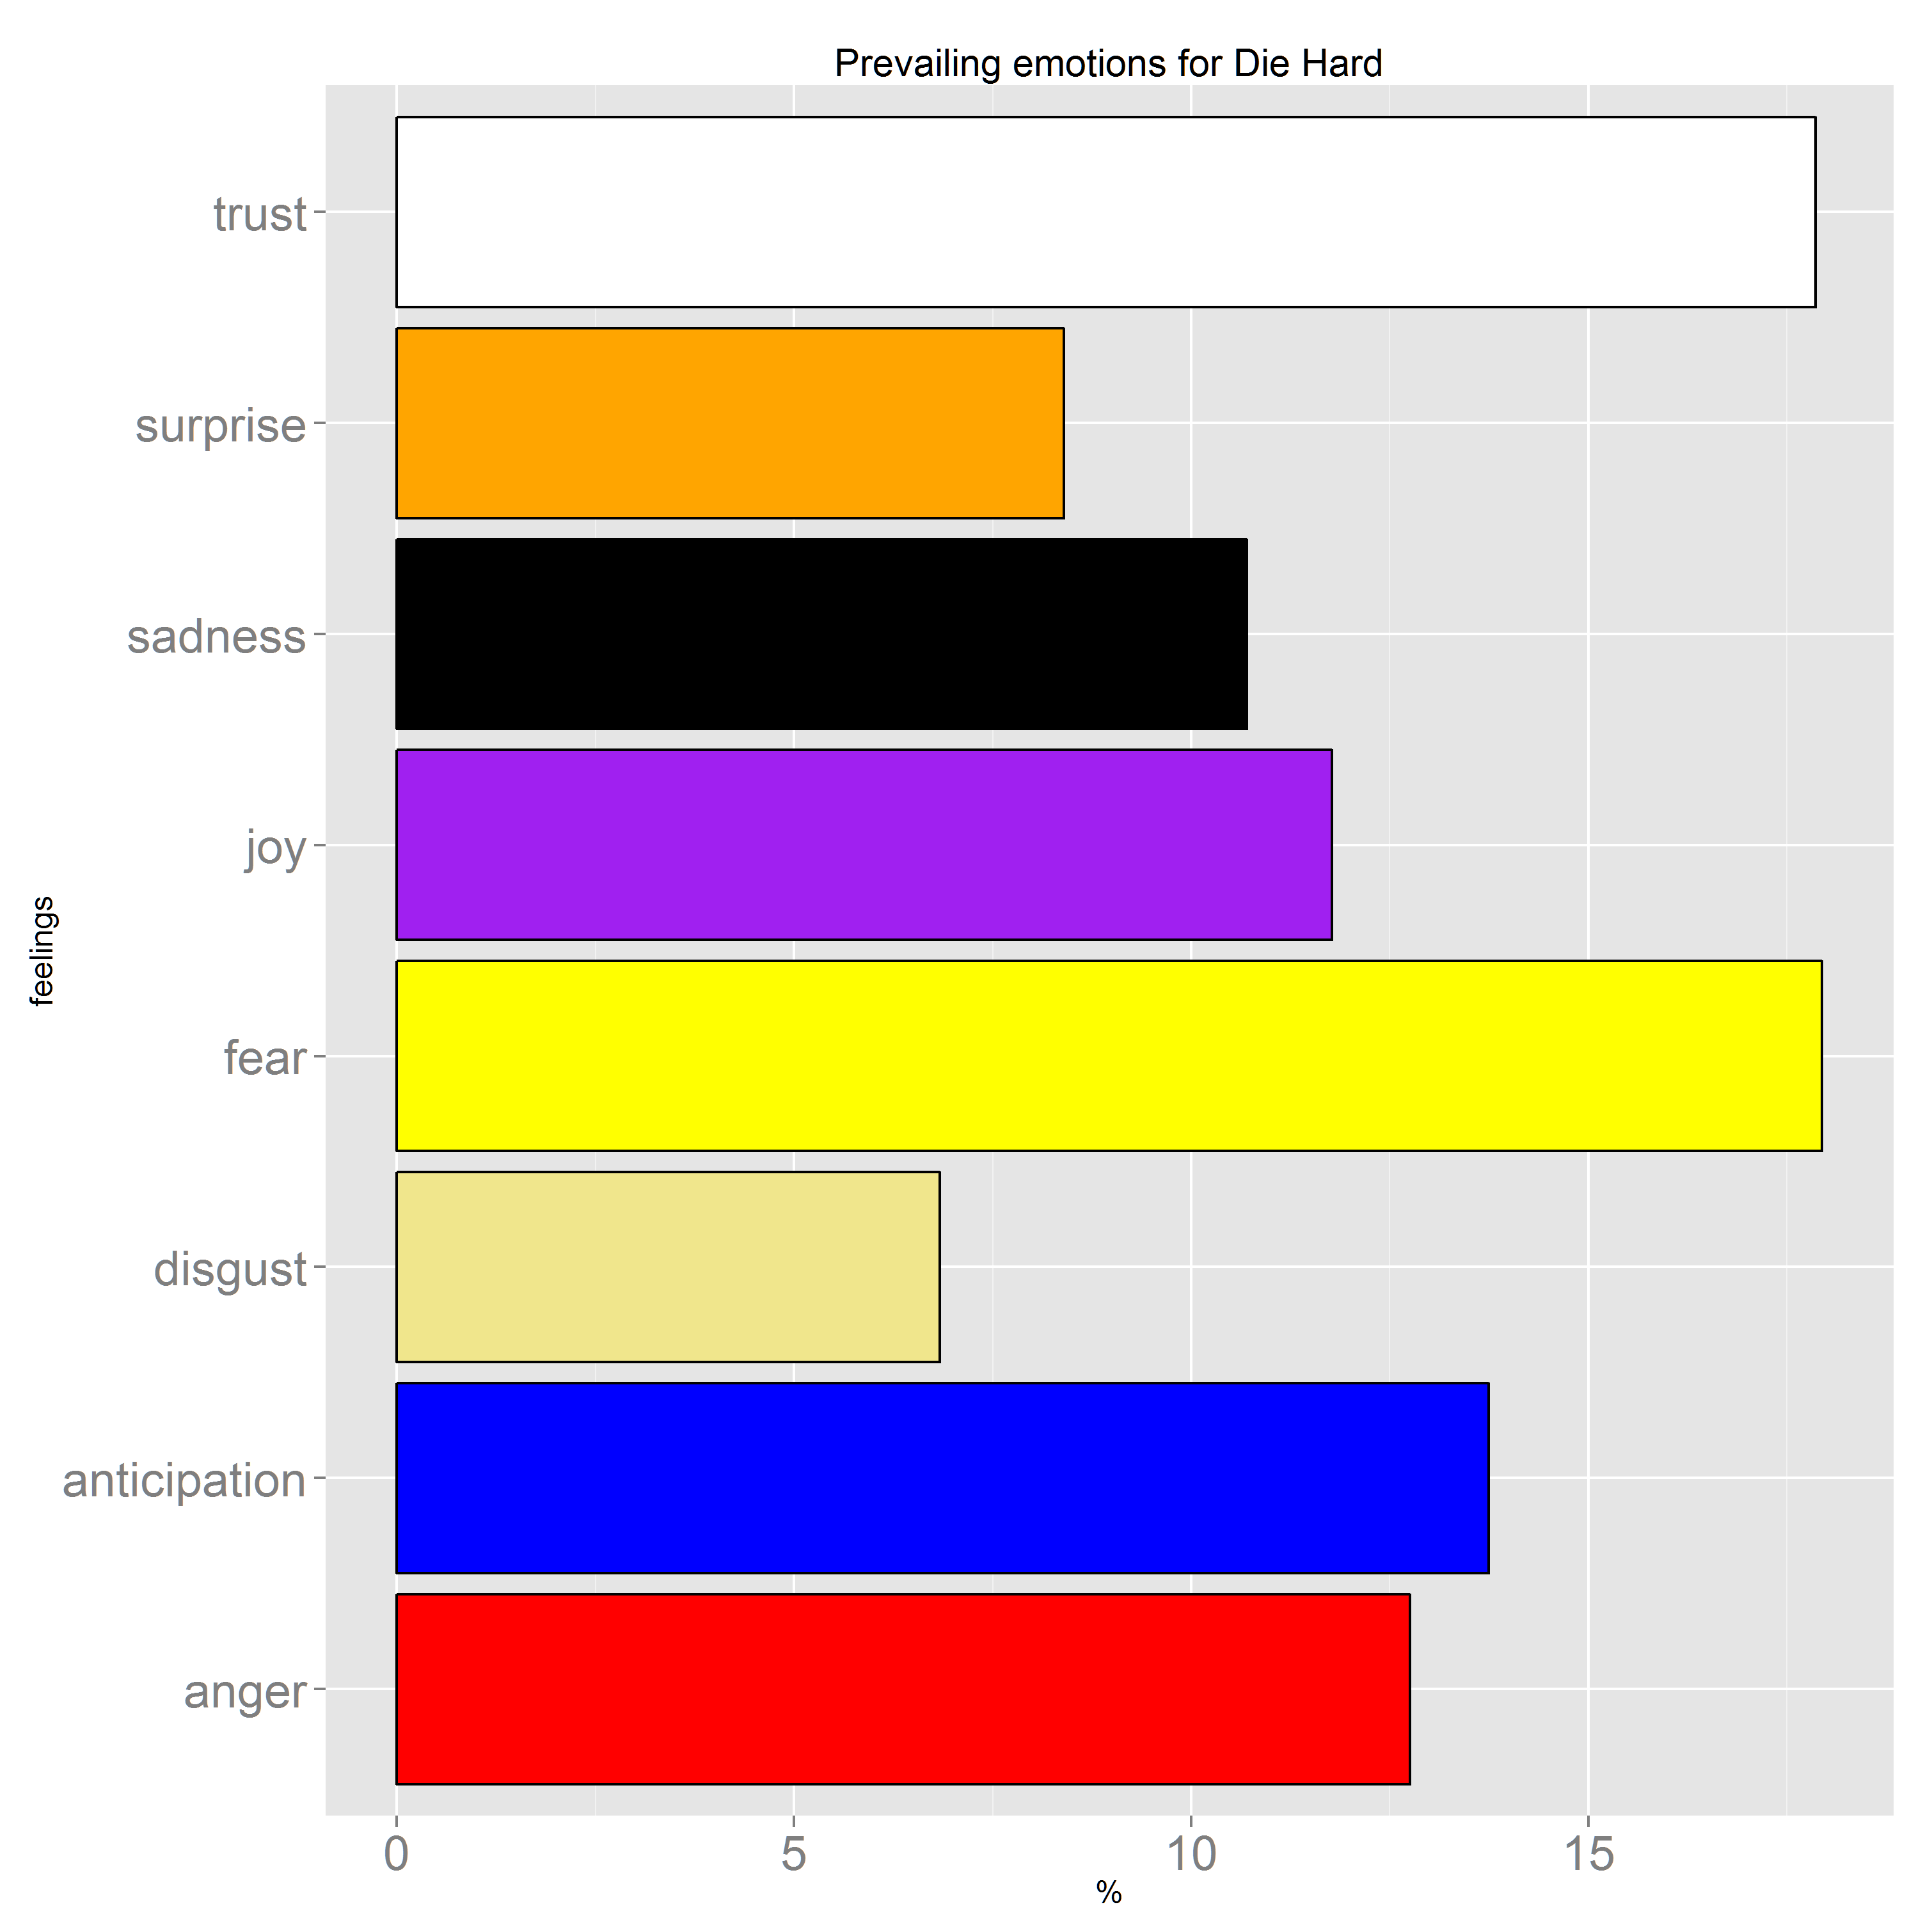 Prevailing emotions for Die Hard
trust
surprise
sadness
joy
feelings
fear
disgust
anticipation
anger
0 5 10 15
%